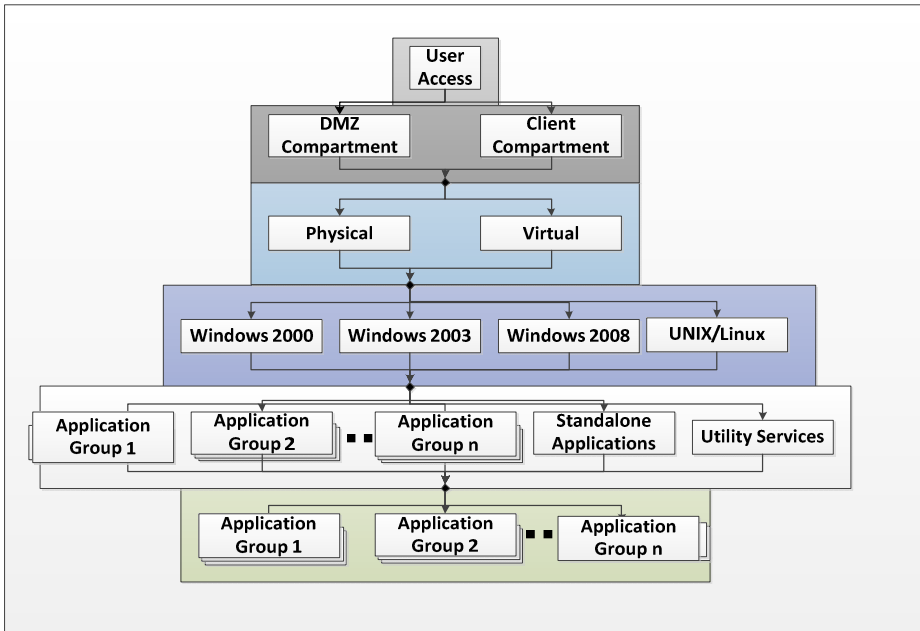 User
Access
DMZ
Compartment
Client
Compartment
Physical
Virtual
Windows 2000
Windows 2003
Windows 2008
UNIX/Linux
Application
Group 1
Application
Group 2
Application
Group n
Standalone
Applications
Utility Services
Application
Group 1
Application
Group 2
Application
Group n